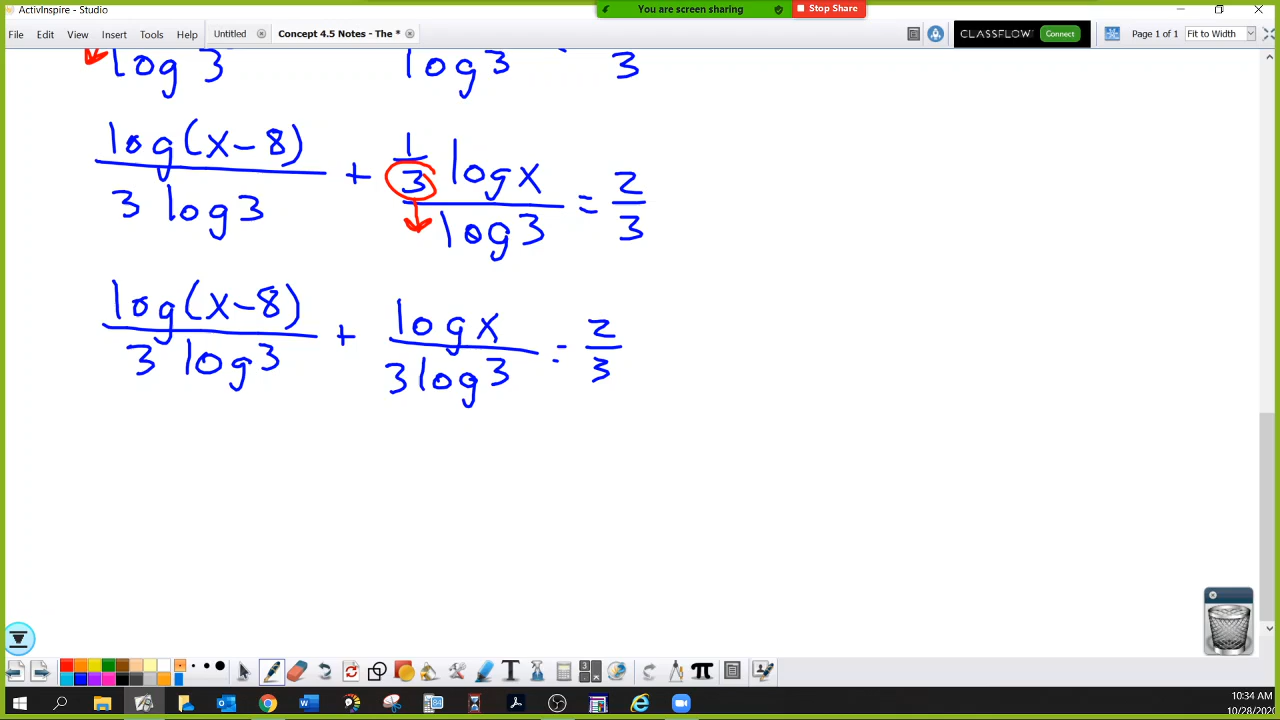 ActivInspire - Studio
You are screen sharing
Stop Share
File Edit View Insert Tools Help Untitled Concept 4.5 Notes - The *
CLASSFLOW Connect
Page 1 of 1 Fit to Width
log 3 log 3 3
log(x-8)/(3 log 3) + (1/3 log x)/(log 3) = 2/3
log(x-8)/(3 log 3) + log x/(3 log 3) = 2/3
T
π
10:34 AM
10/28/2020